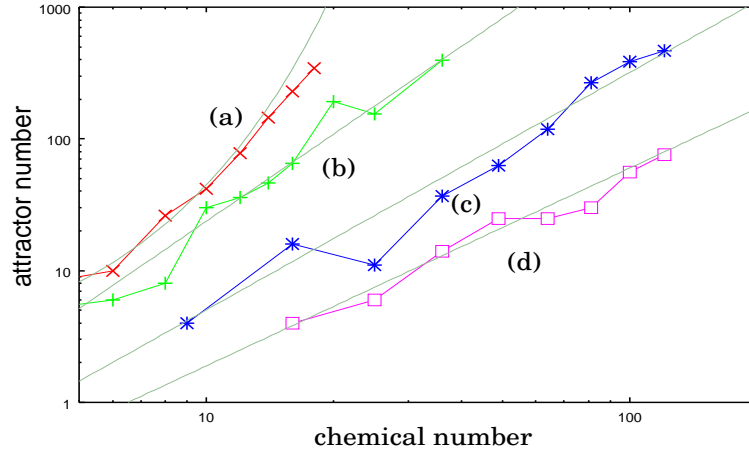 1000
100
10
1
attractor number
(a)
(b)
(c)
(d)
10
100
chemical number